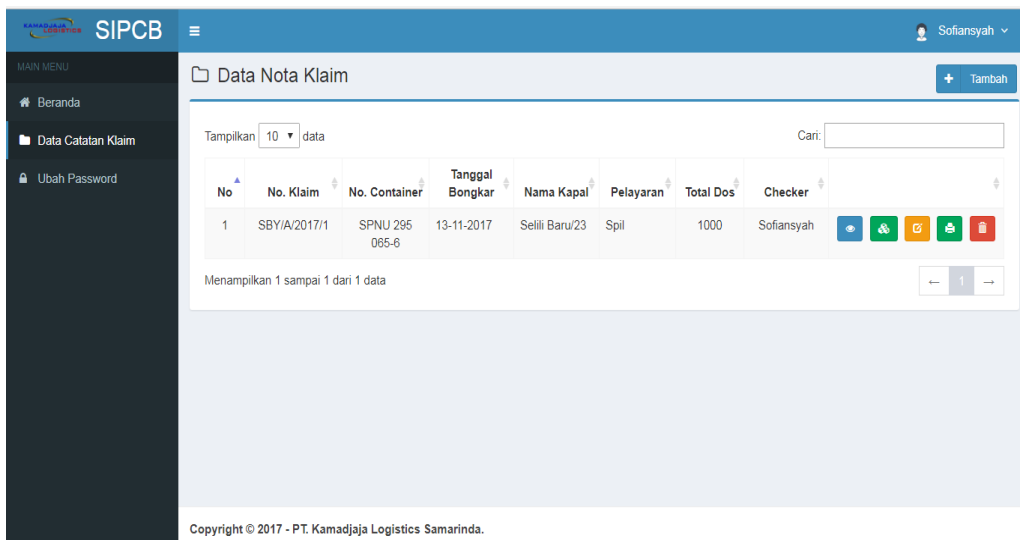 KAMADJAJA LOGISTICS SIPCB
Sofiansyah
MAIN MENU
Beranda
Data Catatan Klaim
Ubah Password
Data Nota Klaim
Tambah
Tampilkan 10 data
Cari:
No No. Klaim No. Container Tanggal Bongkar Nama Kapal Pelayaran Total Dos Checker
1 SBY/A/2017/1 SPNU 295 065-6 13-11-2017 Selili Baru/23 Spil 1000 Sofiansyah
Menampilkan 1 sampai 1 dari 1 data
← 1 →
Copyright © 2017 - PT. Kamadjaja Logistics Samarinda.